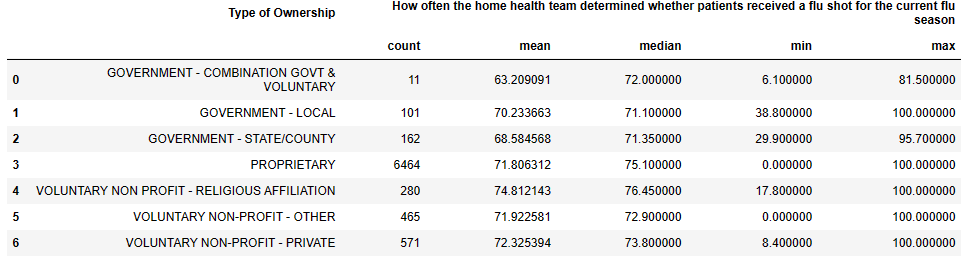 Type of Ownership How often the home health team determined whether patients received a flu shot for the current flu
season
count mean median min max
0 GOVERNMENT - COMBINATION GOVT &
VOLUNTARY 11 63.209091 72.000000 6.100000 81.500000
1 GOVERNMENT - LOCAL 101 70.233663 71.100000 38.800000 100.000000
2 GOVERNMENT - STATE/COUNTY 162 68.584568 71.350000 29.900000 95.700000
3 PROPRIETARY 6464 71.806312 75.100000 0.000000 100.000000
4 VOLUNTARY NON PROFIT - RELIGIOUS AFFILIATION 280 74.812143 76.450000 17.800000 100.000000
5 VOLUNTARY NON-PROFIT - OTHER 465 71.922581 72.900000 0.000000 100.000000
6 VOLUNTARY NON-PROFIT - PRIVATE 571 72.325394 73.800000 8.400000 100.000000